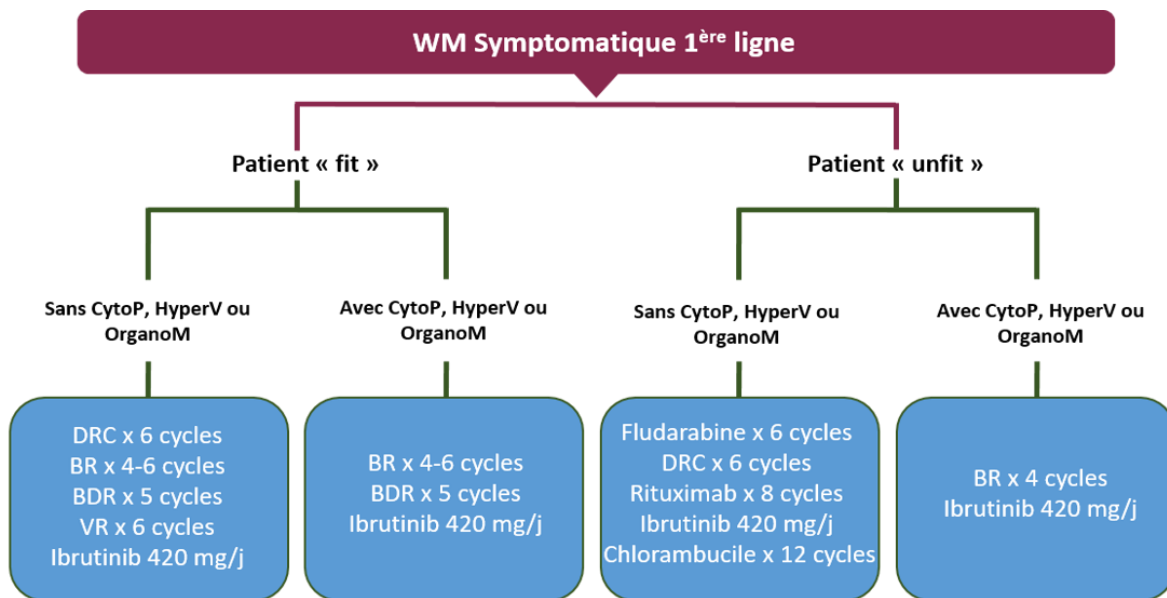 WM Symptomatique 1ère ligne
Patient « fit »
Patient « unfit »
Sans CytoP, HyperV ou
OrganoM
Avec CytoP, HyperV ou
OrganoM
Sans CytoP, HyperV ou
OrganoM
Avec CytoP, HyperV ou
OrganoM
DRC x 6 cycles
BR x 4-6 cycles
BDR x 5 cycles
VR x 6 cycles
Ibrutinib 420 mg/j
BR x 4-6 cycles
BDR x 5 cycles
Ibrutinib 420 mg/j
Fludarabine x 6 cycles
DRC x 6 cycles
Rituximab x 8 cycles
Ibrutinib 420 mg/j
Chlorambucile x 12 cycles
BR x 4 cycles
Ibrutinib 420 mg/j